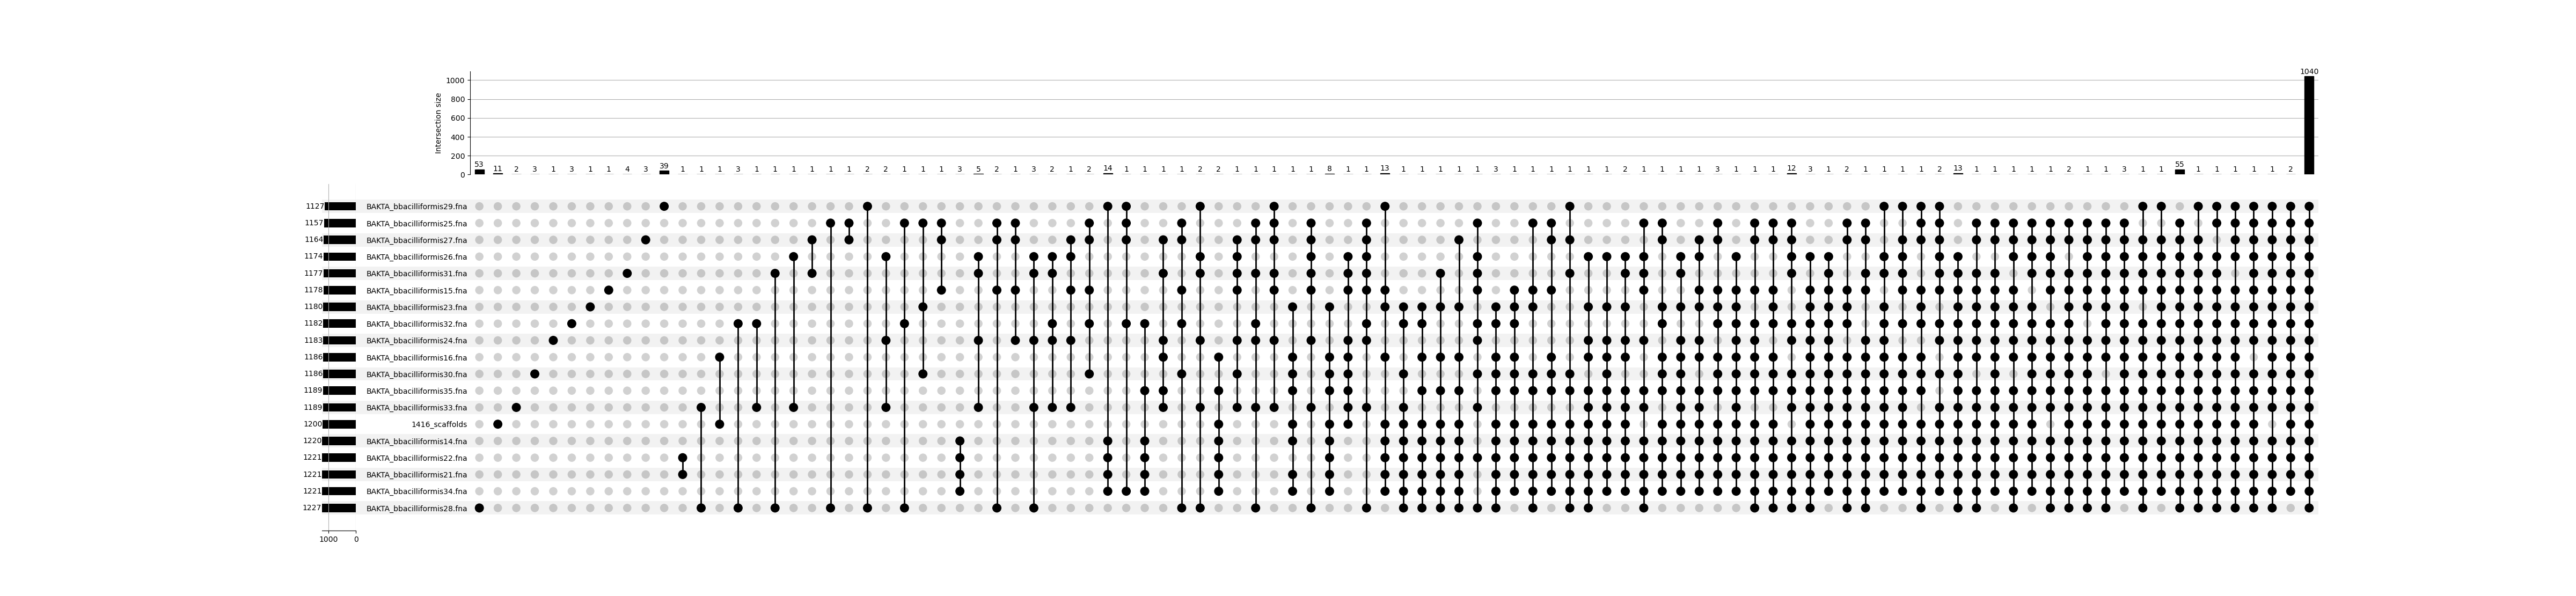 1040
1000
800
600
400
200
0
Intersection size
53 11 2 3 1 3 1 1 4 3 39 1 1 1 3 1 1 1 1 1 1 2 2 1 1 1 3 5 2 1 3 2 1 2 14 1 1 1 1 2 2 1 1 1 1 1 8 1 1 13 1 1 1 1 1 3 1 1 1 1 1 1 2 1 1 1 1 3 1 1 1 12 3 1 2 1 1 1 1 2 13 1 1 1 1 1 2 1 1 3 1 1 55 1 1 1 1 1 2
1127 BAKTA_bbacilliformis29.fna
1157 BAKTA_bbacilliformis25.fna
1164 BAKTA_bbacilliformis27.fna
1174 BAKTA_bbacilliformis26.fna
1177 BAKTA_bbacilliformis31.fna
1178 BAKTA_bbacilliformis15.fna
1180 BAKTA_bbacilliformis23.fna
1182 BAKTA_bbacilliformis32.fna
1183 BAKTA_bbacilliformis24.fna
1186 BAKTA_bbacilliformis16.fna
1186 BAKTA_bbacilliformis30.fna
1189 BAKTA_bbacilliformis35.fna
1189 BAKTA_bbacilliformis33.fna
1200 1416_scaffolds
1220 BAKTA_bbacilliformis14.fna
1221 BAKTA_bbacilliformis22.fna
1221 BAKTA_bbacilliformis21.fna
1221 BAKTA_bbacilliformis34.fna
1227 BAKTA_bbacilliformis28.fna
1000 0